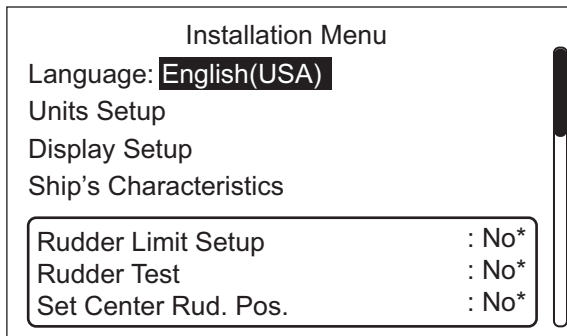 Installation Menu
Language: English(USA)
Units Setup
Display Setup
Ship's Characteristics
Rudder Limit Setup : No*
Rudder Test : No*
Set Center Rud. Pos. : No*